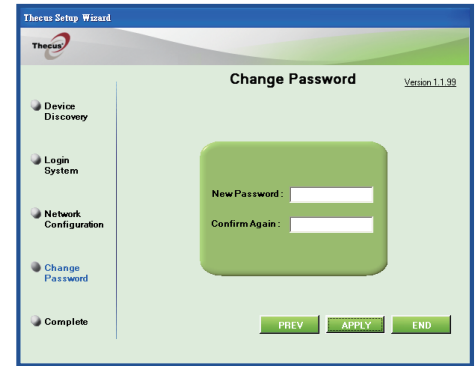 Thecus Setup Wizard
Thecus
Change Password
Version 1.1.99
Device
Discovery
Login
System
Network
Configuration
Change
Password
Complete
New Password :
Confirm Again :
PREV
APPLY
END